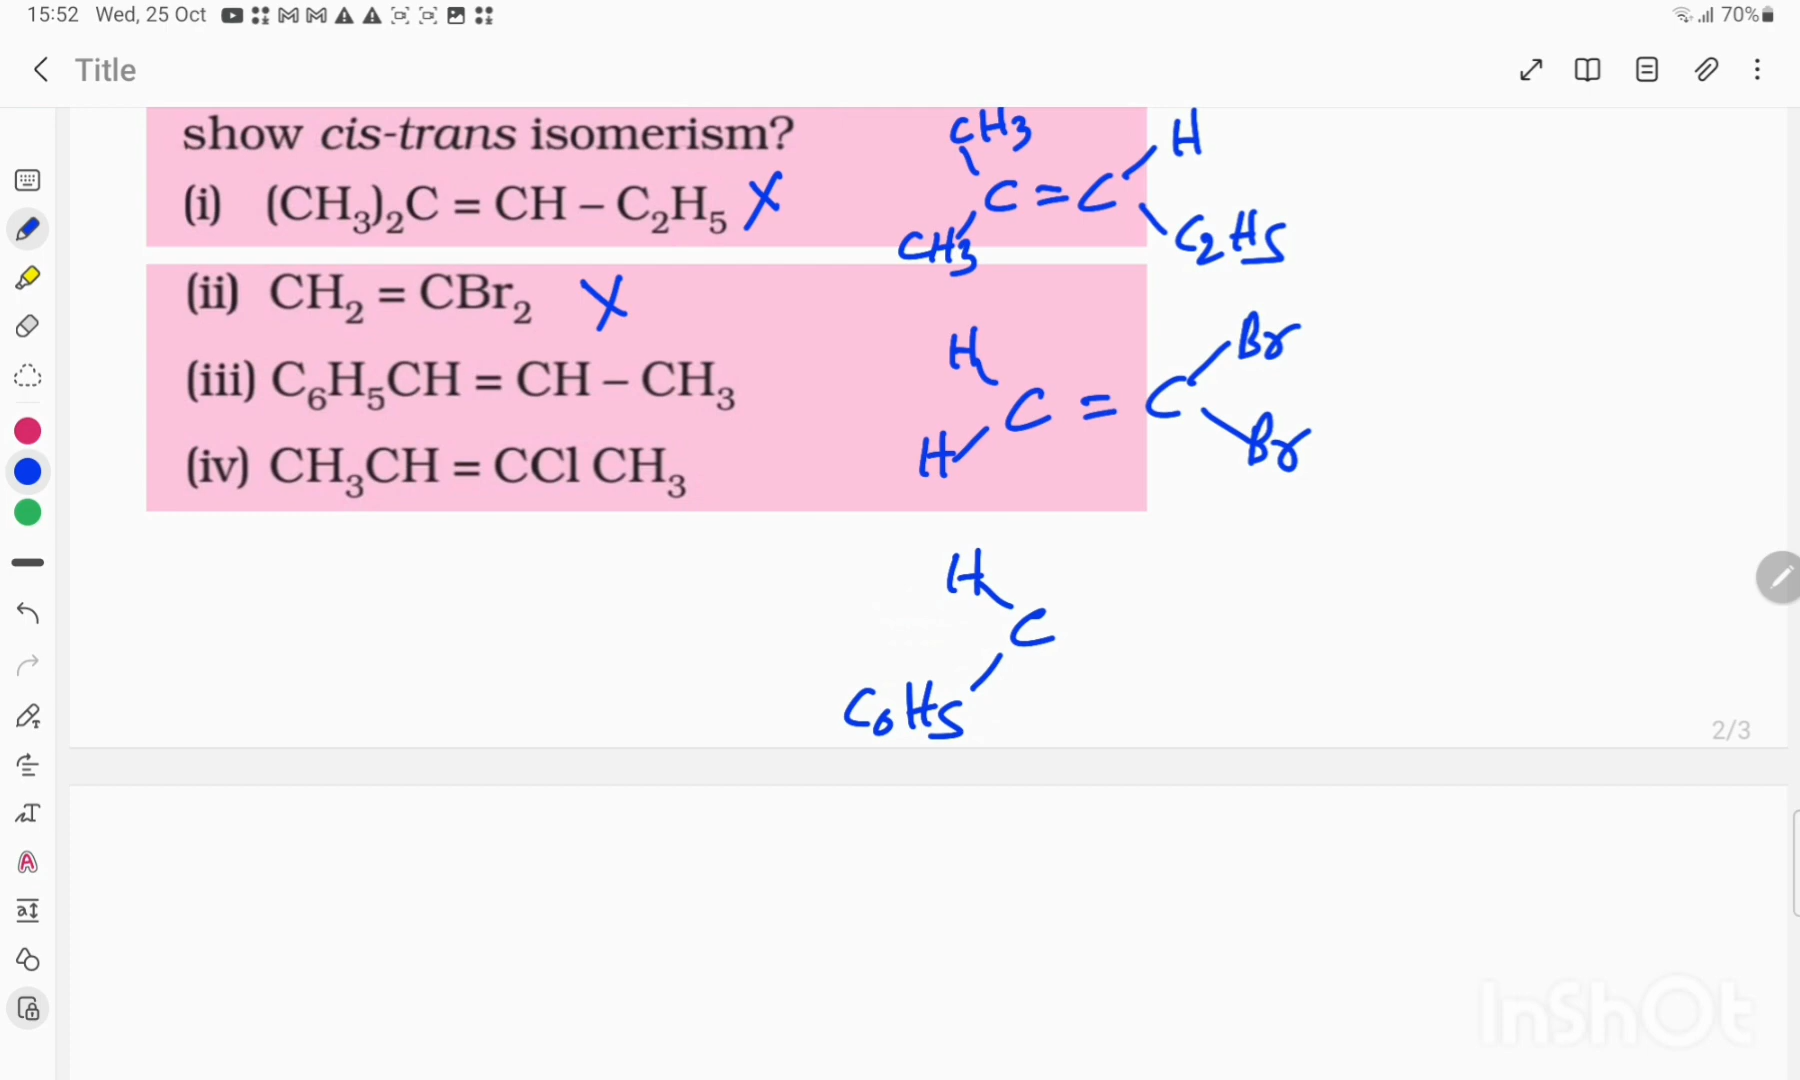 15:52 Wed, 25 Oct
70%
Title
show cis-trans isomerism?
(i) (CH₃)₂C = CH – C₂H₅ X
(ii) CH₂ = CBr₂ X
(iii) C₆H₅CH = CH – CH₃
(iv) CH₃CH = CCl CH₃
CH3 H
C = C
CH3 C2H5
H Br
C = C
H Br
H
C
C6H5
2/3
InShOt